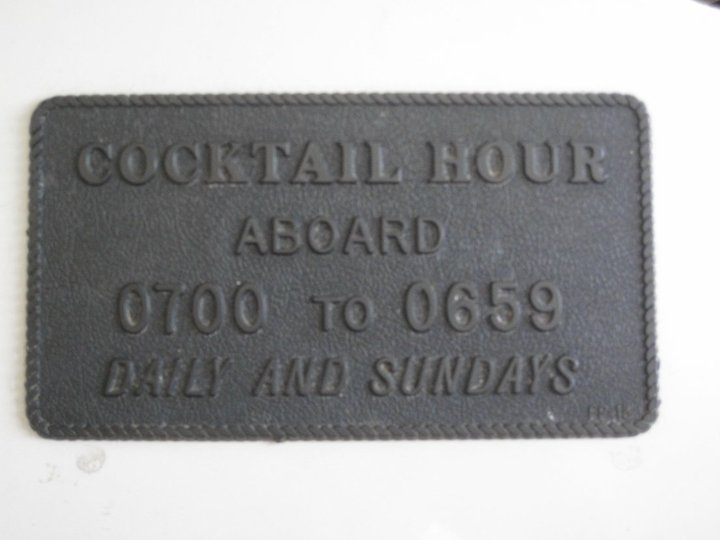 COCKTAIL HOUR
ABOARD
0700 TO 0659
DAILY AND SUNDAYS